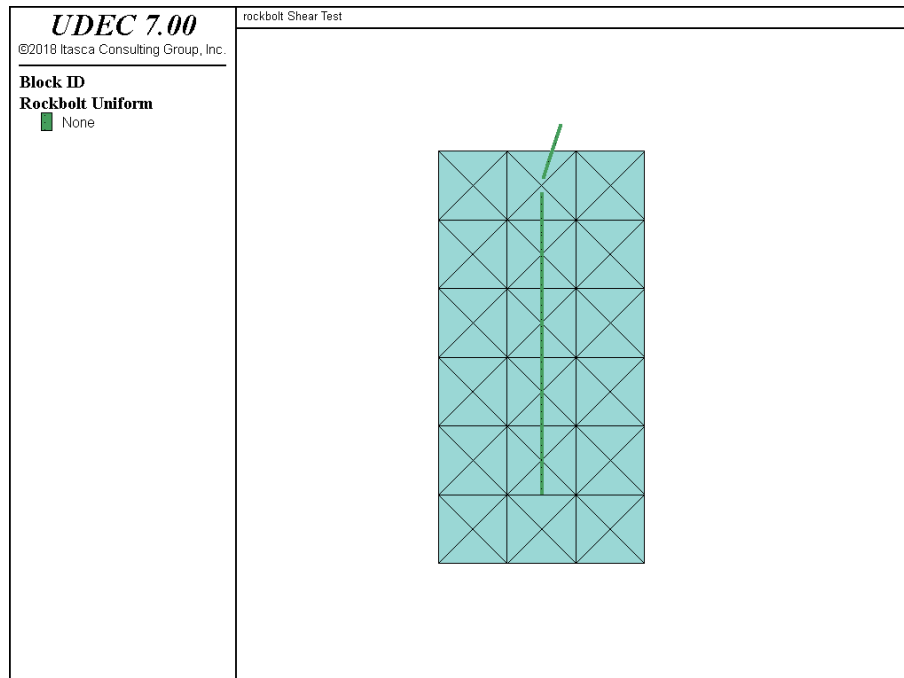 UDEC 7.00
©2018 Itasca Consulting Group, Inc.
Block ID
Rockbolt Uniform
None
rockbolt Shear Test